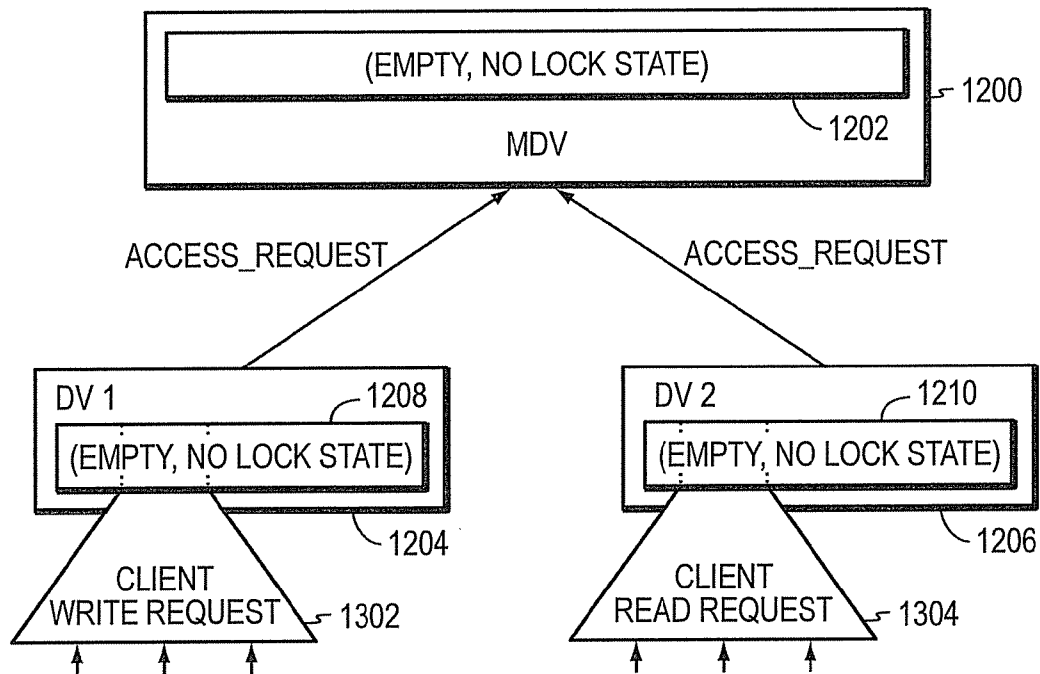 (EMPTY, NO LOCK STATE)
1200
1202
MDV
ACCESS_REQUEST
ACCESS_REQUEST
DV 1
1208
(EMPTY, NO LOCK STATE)
1204
CLIENT
WRITE REQUEST
1302
DV 2
1210
(EMPTY, NO LOCK STATE)
1206
CLIENT
READ REQUEST
1304